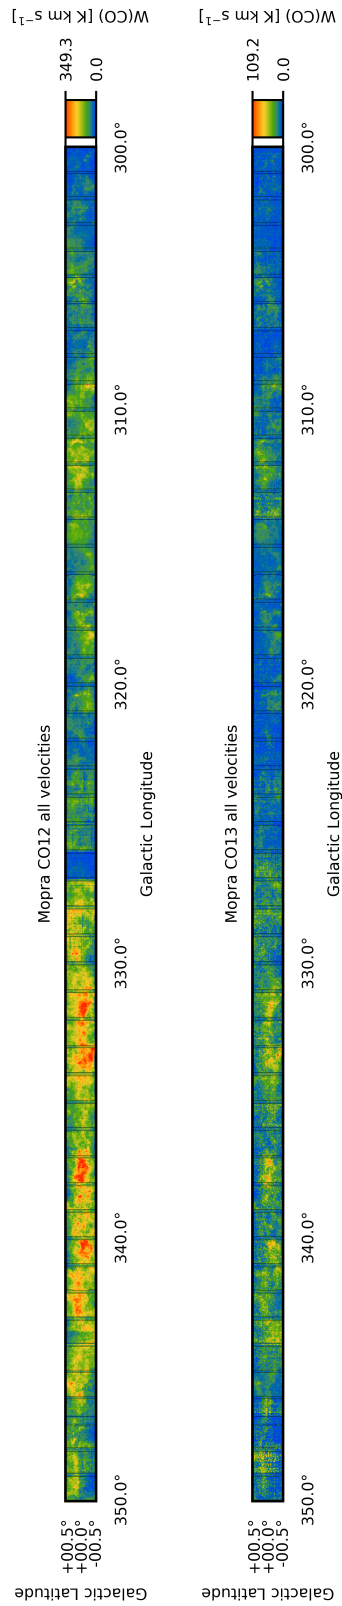 Mopra CO12 all velocities
Galactic Latitude
+00.5°
+00.0°
-00.5°
350.0°
340.0°
330.0°
320.0°
310.0°
300.0°
Galactic Longitude
349.3
0.0
W(CO) [K km s⁻¹]
Mopra CO13 all velocities
Galactic Latitude
+00.5°
+00.0°
-00.5°
350.0°
340.0°
330.0°
320.0°
310.0°
300.0°
Galactic Longitude
109.2
0.0
W(CO) [K km s⁻¹]